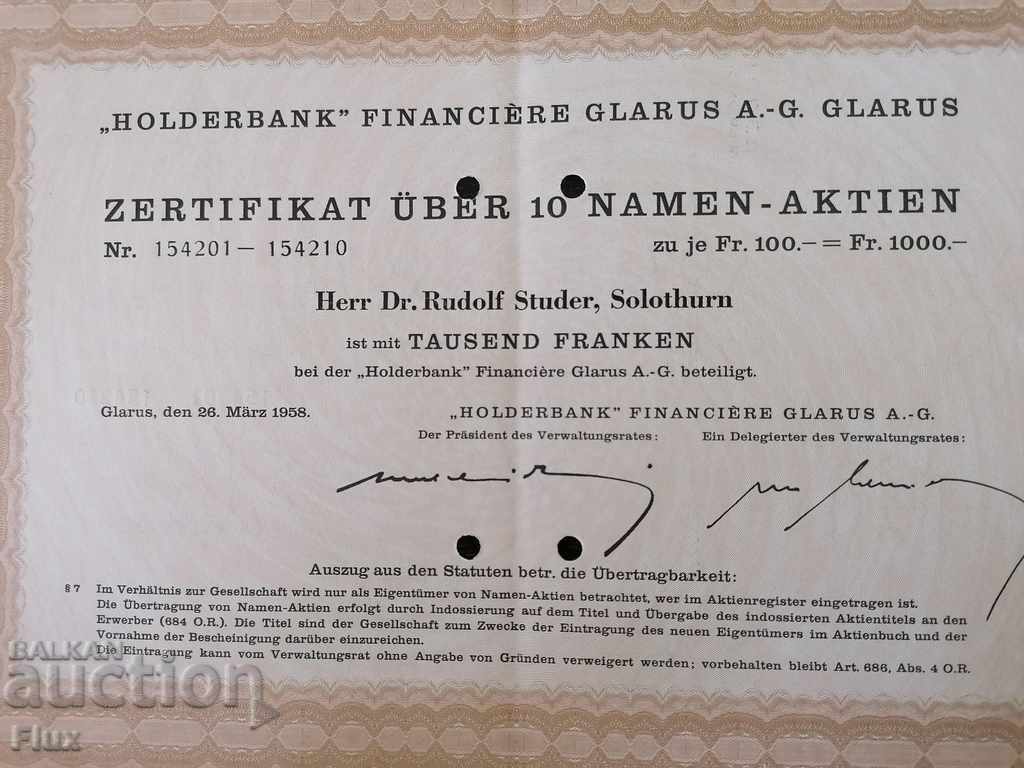 „HOLDERBANK” FINANCIÈRE GLARUS A.-G. GLARUS
ZERTIFIKAT ÜBER 10 NAMEN-AKTIEN
Nr. 154201 — 154210 zu je Fr. 100.— = Fr. 1000.—
Herr Dr. Rudolf Studer, Solothurn
ist mit TAUSEND FRANKEN
bei der „Holderbank” Financière Glarus A.-G. beteiligt.
Glarus, den 26. März 1958. „HOLDERBANK” FINANCIÈRE GLARUS A.-G.
Der Präsident des Verwaltungsrates: Ein Delegierter des Verwaltungsrates:
Auszug aus den Statuten betr. die Übertragbarkeit:
§ 7 Im Verhältnis zur Gesellschaft wird nur als Eigentümer von Namen-Aktien betrachtet, wer im Aktienregister eingetragen ist.
Die Übertragung von Namen-Aktien erfolgt durch Indossierung auf dem Titel und Übergabe des indossierten Aktientitels an den
Erwerber (684 O.R.). Die Titel sind der Gesellschaft zum Zwecke der Eintragung des neuen Eigentümers im Aktienbuch und der
Vornahme der Bescheinigung darüber einzureichen.
Die Eintragung kann vom Verwaltungsrat ohne Angabe von Gründen verweigert werden; vorbehalten bleibt Art. 686, Abs. 4 O.R.
BALKAN
auction
Flux